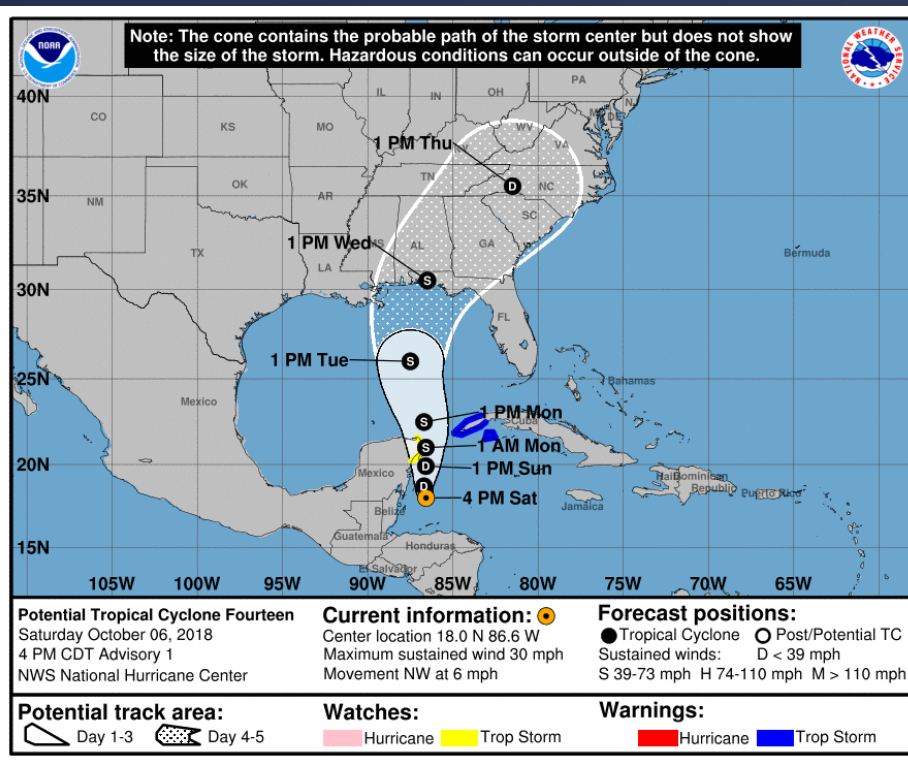 Note: The cone contains the probable path of the storm center but does not show
the size of the storm. Hazardous conditions can occur outside of the cone.
NOAA
NATIONAL WEATHER SERVICE
40N
35N
30N
25N
20N
15N
CO
KS
MO
IL
IN
OH
PA
WV
VA
DE
NM
OK
AR
TN
NC
SC
TX
LA
AL
GA
FL
1 PM Thu
D
1 PM Wed
S
1 PM Tue
S
1 PM Mon
S
1 AM Mon
S
1 PM Sun
D
D
4 PM Sat
Bermuda
Bahamas
Cuba
Mexico
Mexico
Belize
Guatemala
Honduras
El Salvador
Jamaica
Haiti
Dominican
Republic
Puerto Rico
105W 100W 95W 90W 85W 80W 75W 70W 65W
Potential Tropical Cyclone Fourteen
Saturday October 06, 2018
4 PM CDT Advisory 1
NWS National Hurricane Center
Current information:
Center location 18.0 N 86.6 W
Maximum sustained wind 30 mph
Movement NW at 6 mph
Forecast positions:
Tropical Cyclone Post/Potential TC
Sustained winds: D < 39 mph
S 39-73 mph H 74-110 mph M > 110 mph
Potential track area:
Day 1-3 Day 4-5
Watches:
Hurricane Trop Storm
Warnings:
Hurricane Trop Storm